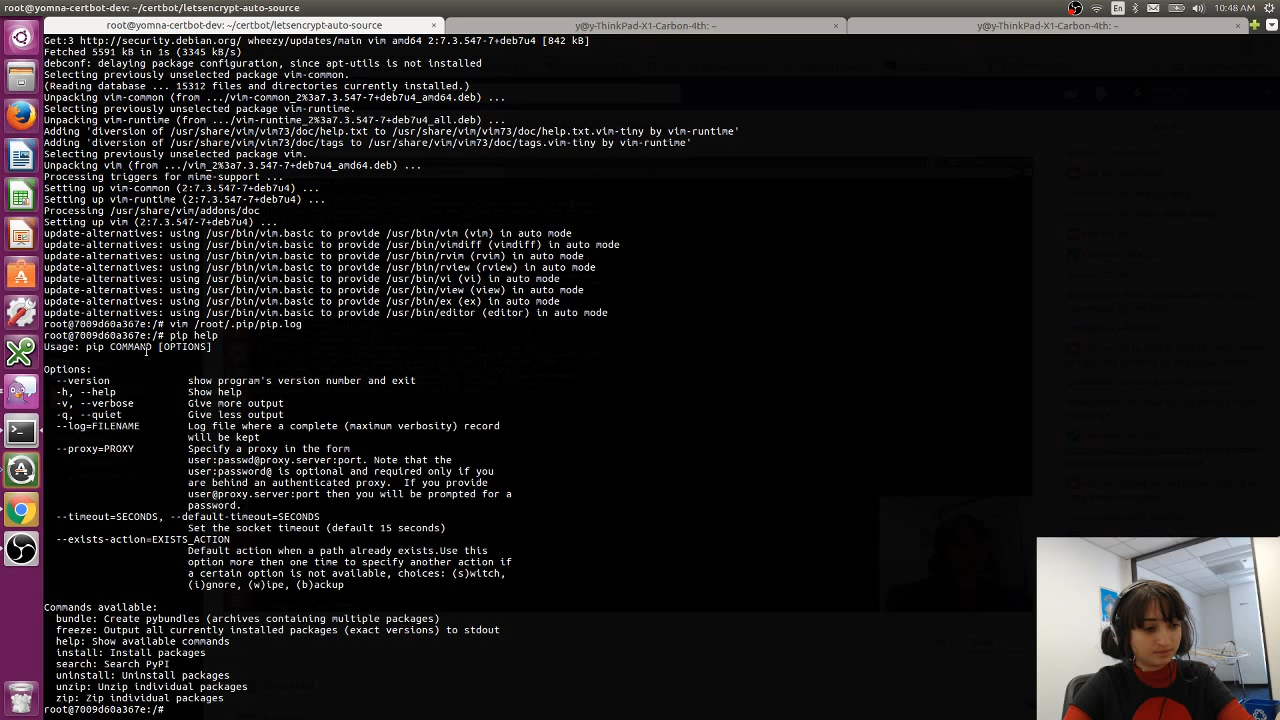 root@yomna-certbot-dev: ~/certbot/letsencrypt-auto-source
En
10:48 AM
root@yomna-certbot-dev: ~/certbot/letsencrypt-auto-source ×
y@y-ThinkPad-X1-Carbon-4th: ~ ×
y@y-ThinkPad-X1-Carbon-4th: ~ ×
Get:3 http://security.debian.org/ wheezy/updates/main vim amd64 2:7.3.547-7+deb7u4 [842 kB]
Fetched 5591 kB in 1s (3345 kB/s)
debconf: delaying package configuration, since apt-utils is not installed
Selecting previously unselected package vim-common.
(Reading database ... 15312 files and directories currently installed.)
Unpacking vim-common (from .../vim-common_2%3a7.3.547-7+deb7u4_amd64.deb) ...
Selecting previously unselected package vim-runtime.
Unpacking vim-runtime (from .../vim-runtime_2%3a7.3.547-7+deb7u4_all.deb) ...
Adding 'diversion of /usr/share/vim/vim73/doc/help.txt to /usr/share/vim/vim73/doc/help.txt.vim-tiny by vim-runtime'
Adding 'diversion of /usr/share/vim/vim73/doc/tags to /usr/share/vim/vim73/doc/tags.vim-tiny by vim-runtime'
Selecting previously unselected package vim.
Unpacking vim (from .../vim_2%3a7.3.547-7+deb7u4_amd64.deb) ...
Processing triggers for mime-support ...
Setting up vim-common (2:7.3.547-7+deb7u4) ...
Setting up vim-runtime (2:7.3.547-7+deb7u4) ...
Processing /usr/share/vim/addons/doc
Setting up vim (2:7.3.547-7+deb7u4) ...
update-alternatives: using /usr/bin/vim.basic to provide /usr/bin/vim (vim) in auto mode
update-alternatives: using /usr/bin/vim.basic to provide /usr/bin/vimdiff (vimdiff) in auto mode
update-alternatives: using /usr/bin/vim.basic to provide /usr/bin/rvim (rvim) in auto mode
update-alternatives: using /usr/bin/vim.basic to provide /usr/bin/rview (rview) in auto mode
update-alternatives: using /usr/bin/vim.basic to provide /usr/bin/vi (vi) in auto mode
update-alternatives: using /usr/bin/vim.basic to provide /usr/bin/view (view) in auto mode
update-alternatives: using /usr/bin/vim.basic to provide /usr/bin/ex (ex) in auto mode
update-alternatives: using /usr/bin/vim.basic to provide /usr/bin/editor (editor) in auto mode
root@7009d60a367e:/# vim /root/.pip/pip.log
root@7009d60a367e:/# pip help
Usage: pip COMMAND [OPTIONS]
Options:
--version show program's version number and exit
-h, --help Show help
-v, --verbose Give more output
-q, --quiet Give less output
--log=FILENAME Log file where a complete (maximum verbosity) record
will be kept
--proxy=PROXY Specify a proxy in the form
user:passwd@proxy.server:port. Note that the
user:password@ is optional and required only if you
are behind an authenticated proxy. If you provide
user@proxy.server:port then you will be prompted for a
password.
--timeout=SECONDS, --default-timeout=SECONDS
Set the socket timeout (default 15 seconds)
--exists-action=EXISTS_ACTION
Default action when a path already exists.Use this
option more then one time to specify another action if
a certain option is not available, choices: (s)witch,
(i)gnore, (w)ipe, (b)ackup
Commands available:
bundle: Create pybundles (archives containing multiple packages)
freeze: Output all currently installed packages (exact versions) to stdout
help: Show available commands
install: Install packages
search: Search PyPI
uninstall: Uninstall packages
unzip: Unzip individual packages
zip: Zip individual packages
root@7009d60a367e:/#